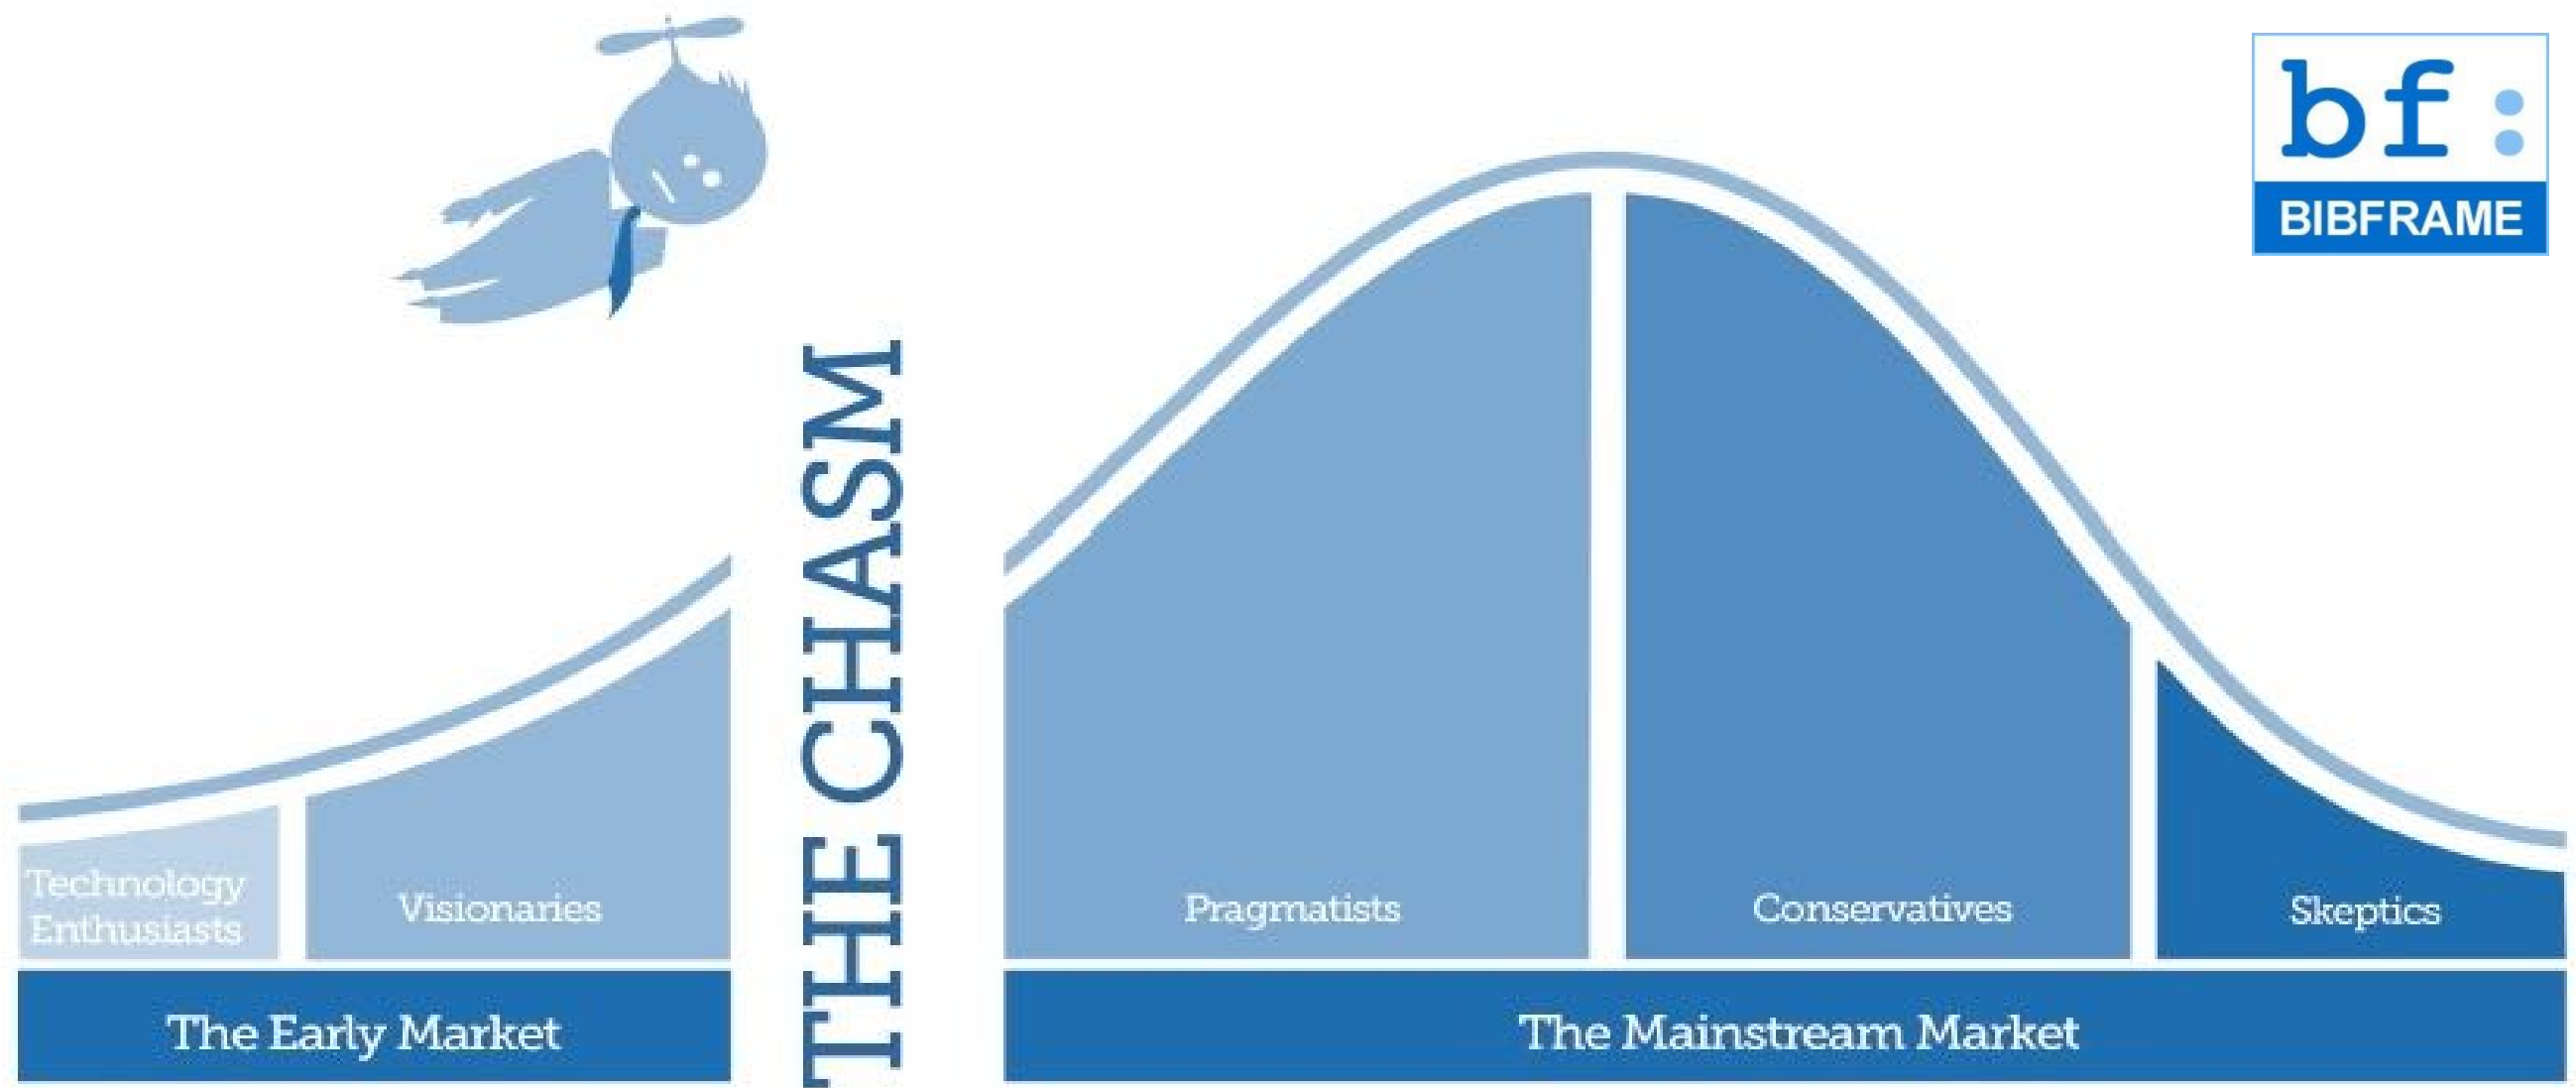 bf:
BIBFRAME
THE CHASM
Technology
Enthusiasts
Visionaries
Pragmatists
Conservatives
Skeptics
The Early Market
The Mainstream Market